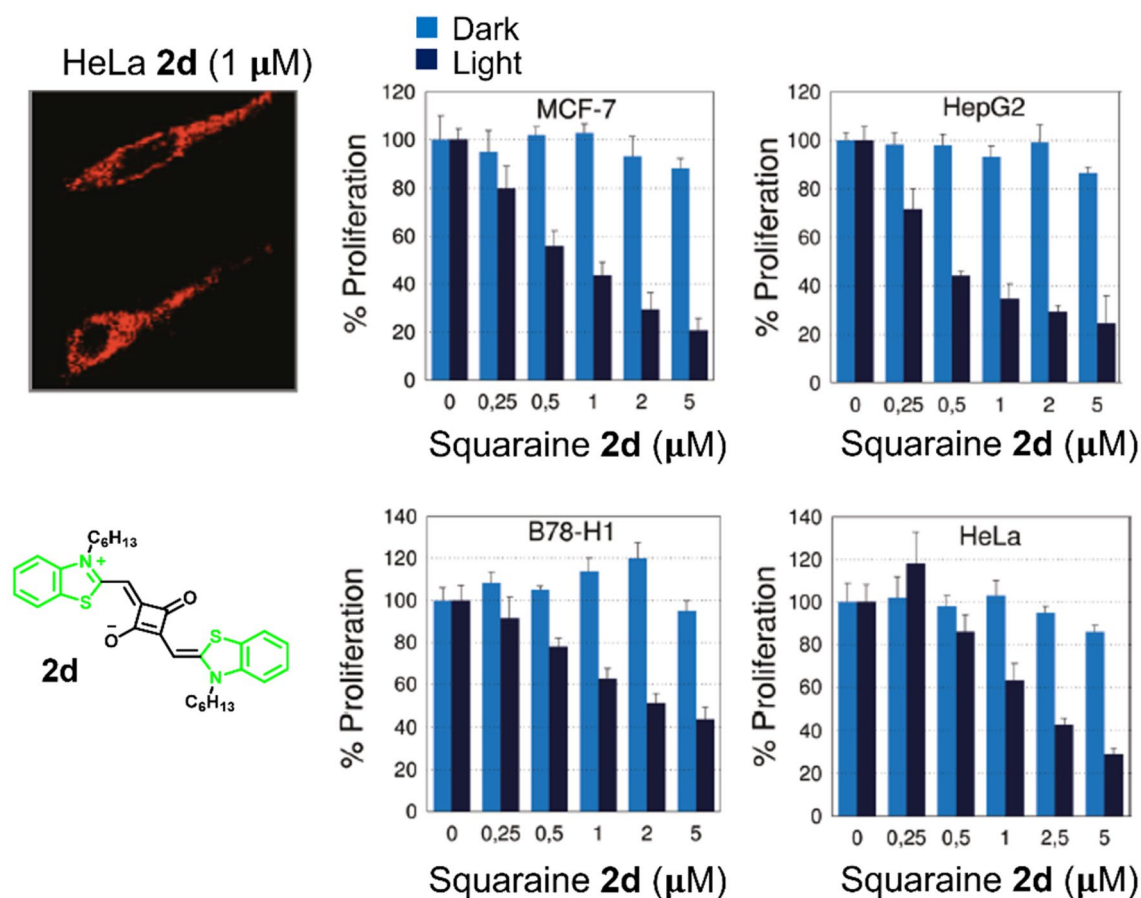 Dark
Light
HeLa 2d (1 μM)
MCF-7
% Proliferation
120
100
80
60
40
20
0
0 0,25 0,5 1 2 5
Squaraine 2d (μM)
HepG2
% Proliferation
120
100
80
60
40
20
0
0 0,25 0,5 1 2 5
Squaraine 2d (μM)
C6H13
N +
S
O
−
O
S
N
C6H13
2d
B78-H1
% Proliferation
140
120
100
80
60
40
20
0
0 0,25 0,5 1 2 5
Squaraine 2d (μM)
HeLa
% Proliferation
140
120
100
80
60
40
20
0
0 0,25 0,5 1 2,5 5
Squaraine 2d (μM)